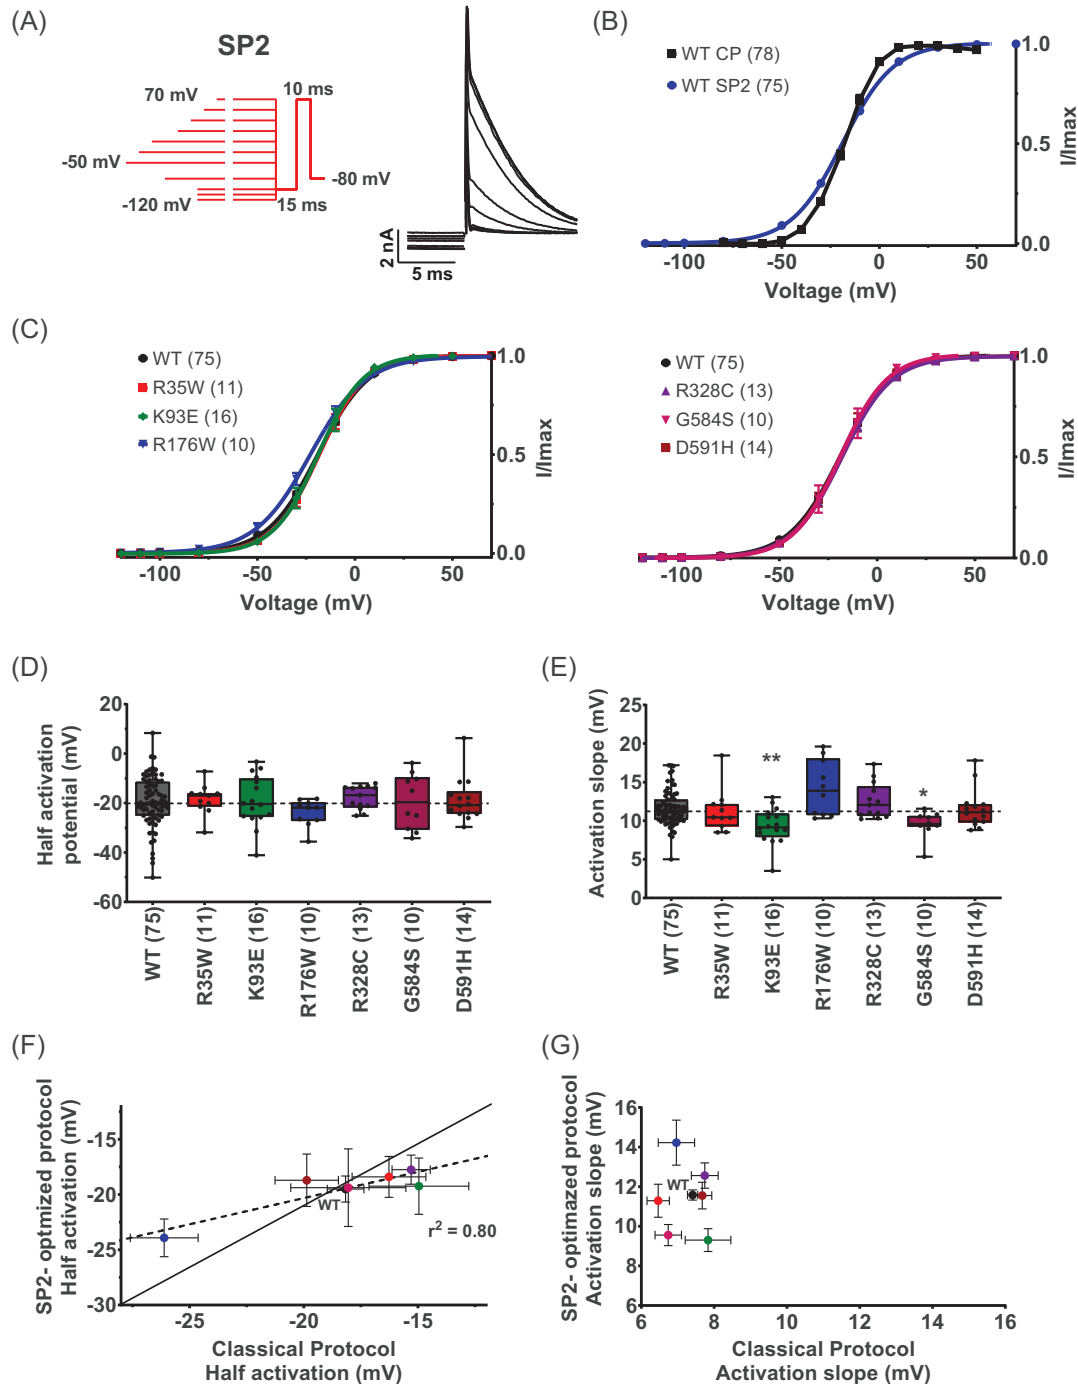 (A)
SP2
70 mV
10 ms
-50 mV
-80 mV
-120 mV
15 ms
2 nA
5 ms
(B)
WT CP (78)
WT SP2 (75)
1.0
0.5
0.0
I/Imax
-100
-50
0
50
Voltage (mV)
(C)
WT (75)
R35W (11)
K93E (16)
R176W (10)
1.0
0.5
0.0
I/Imax
-100
-50
0
50
Voltage (mV)
WT (75)
R328C (13)
G584S (10)
D591H (14)
1.0
0.5
0.0
I/Imax
-100
-50
0
50
Voltage (mV)
(D)
Half activation
potential (mV)
20
0
-20
-40
-60
WT (75)
R35W (11)
K93E (16)
R176W (10)
R328C (13)
G584S (10)
D591H (14)
(E)
Activation slope (mV)
25
20
15
10
5
0
**
*
WT (75)
R35W (11)
K93E (16)
R176W (10)
R328C (13)
G584S (10)
D591H (14)
(F)
SP2- optmized protocol
Half activation (mV)
-15
-20
-25
-30
WT
r² = 0.80
-25
-20
-15
Classical Protocol
Half activation (mV)
(G)
SP2- optimazed protocol
Activation slope (mV)
16
14
12
10
8
6
WT
6
8
10
12
14
16
Classical Protocol
Activation slope (mV)